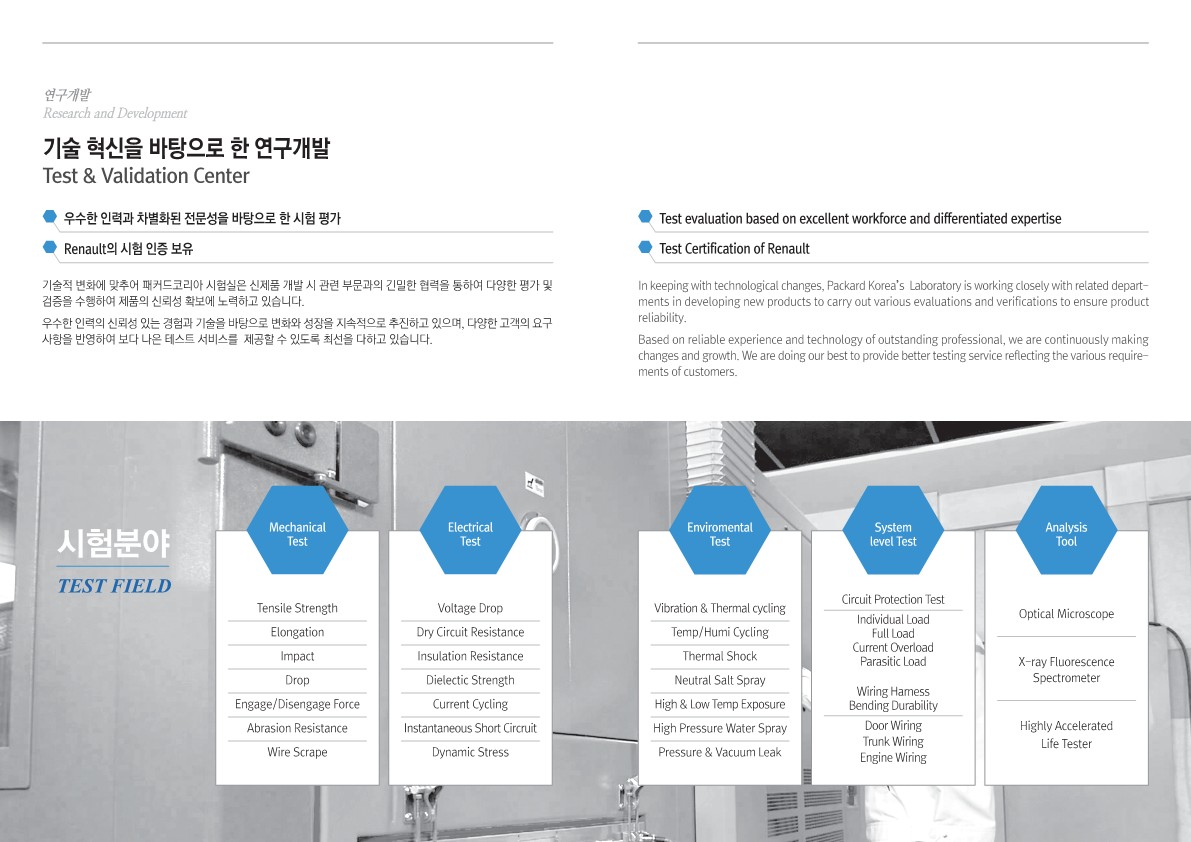 연구개발
Research and Development
기술 혁신을 바탕으로 한 연구개발
Test & Validation Center
우수한 인력과 차별화된 전문성을 바탕으로 한 시험 평가
Renault의 시험 인증 보유
기술적 변화에 맞추어 패커드코리아 시험실은 신제품 개발 시 관련 부문과의 긴밀한 협력을 통하여 다양한 평가 및
검증을 수행하여 제품의 신뢰성 확보에 노력하고 있습니다.
우수한 인력의 신뢰성 있는 경험과 기술을 바탕으로 변화와 성장을 지속적으로 추진하고 있으며, 다양한 고객의 요구
사항을 반영하여 보다 나은 테스트 서비스를 제공할 수 있도록 최선을 다하고 있습니다.
Test evaluation based on excellent workforce and differentiated expertise
Test Certification of Renault
In keeping with technological changes, Packard Korea's Laboratory is working closely with related depart-
ments in developing new products to carry out various evaluations and verifications to ensure product
reliability.
Based on reliable experience and technology of outstanding professional, we are continuously making
changes and growth. We are doing our best to provide better testing service reflecting the various require-
ments of customers.
시험분야
TEST FIELD
Mechanical
Test
Tensile Strength
Elongation
Impact
Drop
Engage/Disengage Force
Abrasion Resistance
Wire Scrape
Electrical
Test
Voltage Drop
Dry Circuit Resistance
Insulation Resistance
Dielectic Strength
Current Cycling
Instantaneous Short Circruit
Dynamic Stress
Enviromental
Test
Vibration & Thermal cycling
Temp/Humi Cycling
Thermal Shock
Neutral Salt Spray
High & Low Temp Exposure
High Pressure Water Spray
Pressure & Vacuum Leak
System
level Test
Circuit Protection Test
Individual Load
Full Load
Current Overload
Parasitic Load
Wiring Harness
Bending Durability
Door Wiring
Trunk Wiring
Engine Wiring
Analysis
Tool
Optical Microscope
X-ray Fluorescence
Spectrometer
Highly Accelerated
Life Tester